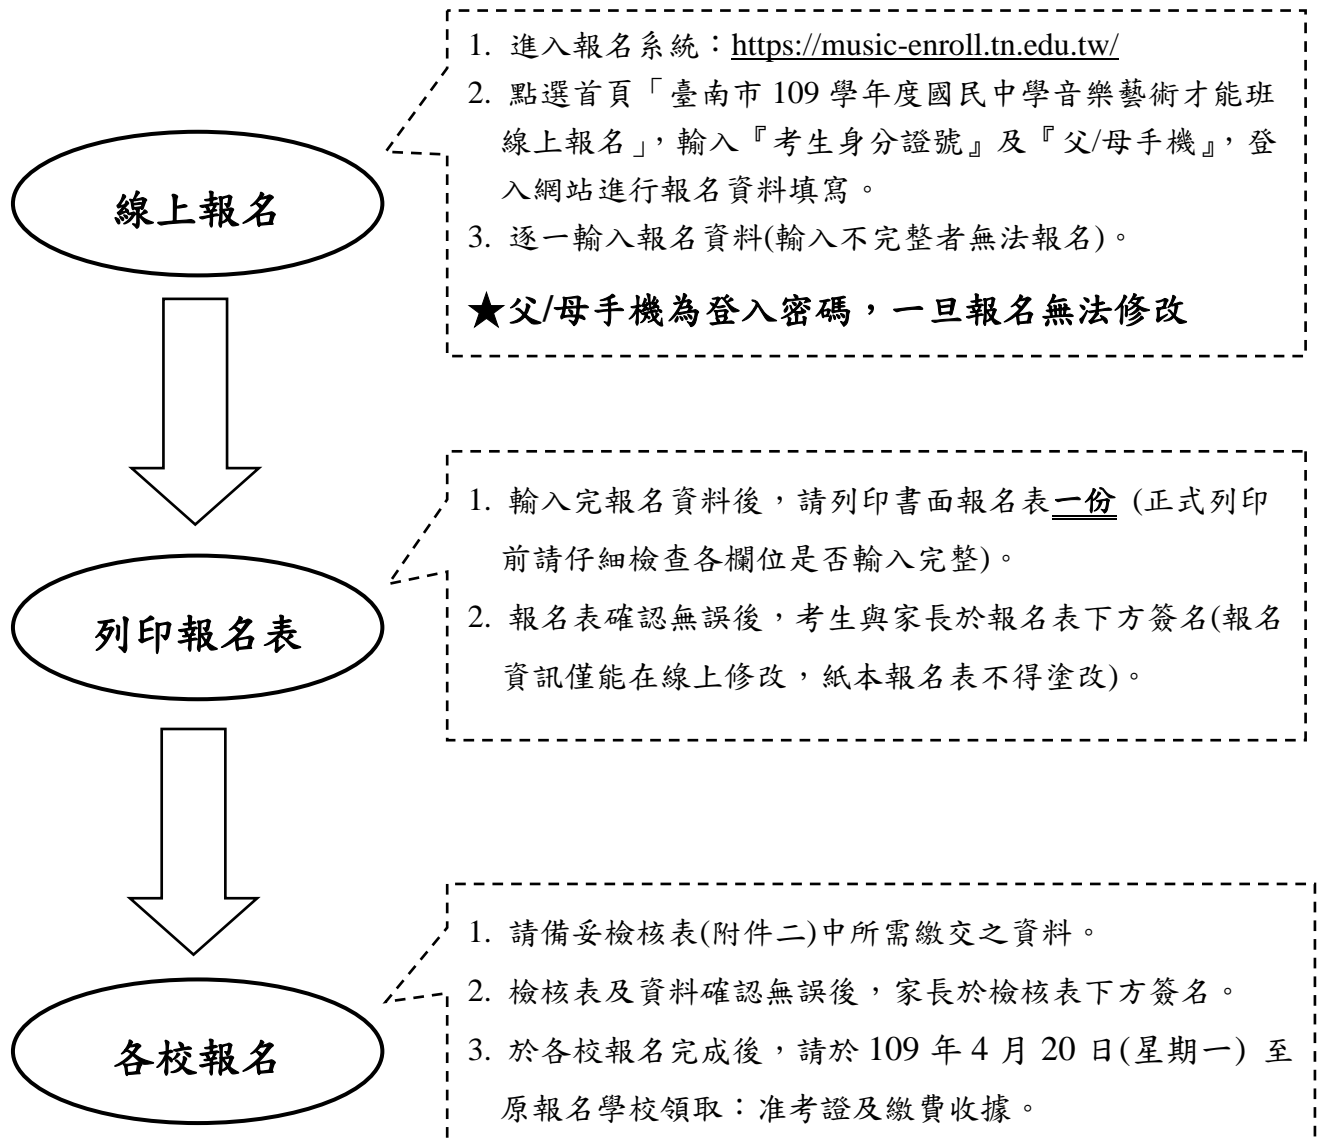 線上報名
1. 進入報名系統：https://music-enroll.tn.edu.tw/
2. 點選首頁「臺南市 109 學年度國民中學音樂藝術才能班
線上報名」，輸入『考生身分證號』及『父/母手機』，登
入網站進行報名資料填寫。
3. 逐一輸入報名資料(輸入不完整者無法報名)。
★父/母手機為登入密碼，一旦報名無法修改
列印報名表
1. 輸入完報名資料後，請列印書面報名表一份 (正式列印
前請仔細檢查各欄位是否輸入完整)。
2. 報名表確認無誤後，考生與家長於報名表下方簽名(報名
資訊僅能在線上修改，紙本報名表不得塗改)。
各校報名
1. 請備妥檢核表(附件二)中所需繳交之資料。
2. 檢核表及資料確認無誤後，家長於檢核表下方簽名。
3. 於各校報名完成後，請於 109 年 4 月 20 日(星期一) 至
原報名學校領取：准考證及繳費收據。